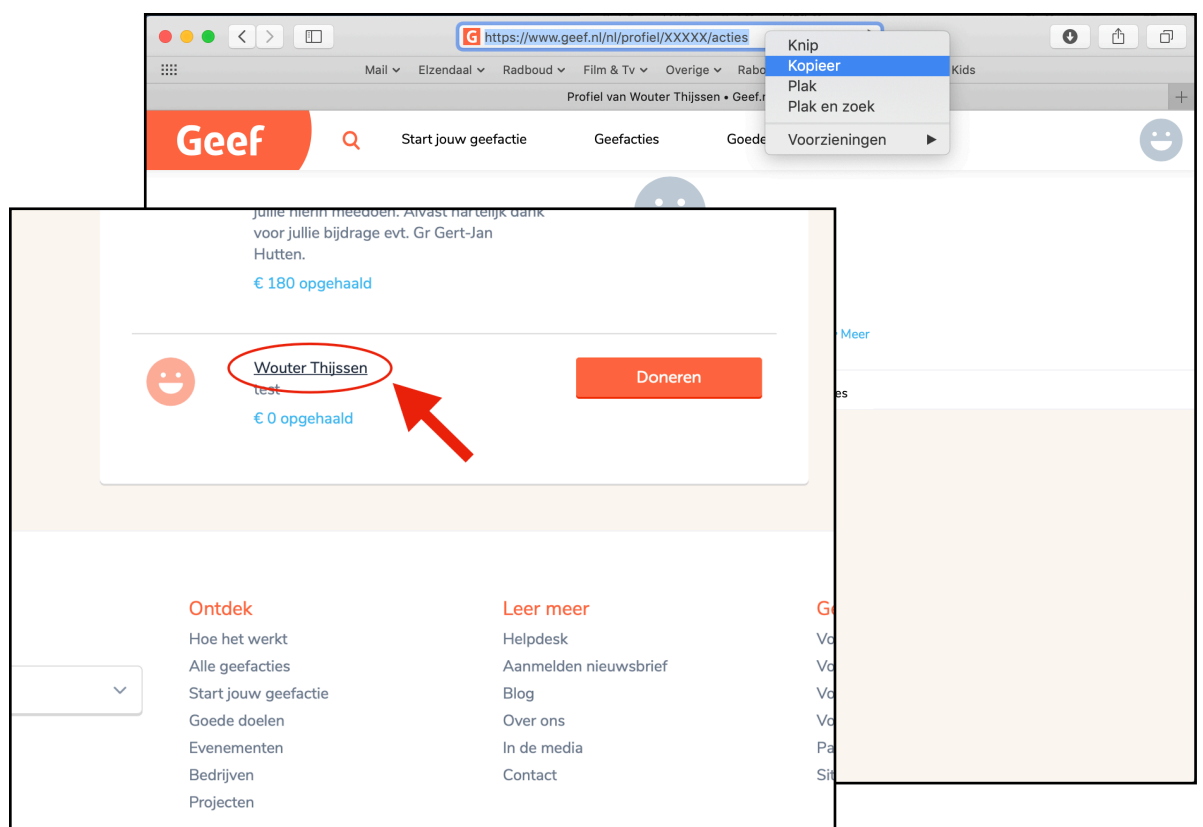 https://www.geef.nl/nl/profiel/XXXXX/acties
Knip
Kopieer
Plak
Plak en zoek
Voorzieningen
Mail Elzendaal Radboud Film & Tv Overige Kids
Profiel van Wouter Thijssen •
Geef
Start jouw geefactie Geefacties
Meer
jullie hierin meedoen. Alvast hartelijk dank
voor jullie bijdrage evt. Gr Gert-Jan
Hutten.
€ 180 opgehaald
Wouter Thijssen
test
€ 0 opgehaald
Doneren
Ontdek
Hoe het werkt
Alle geefacties
Start jouw geefactie
Goede doelen
Evenementen
Bedrijven
Projecten
Leer meer
Helpdesk
Aanmelden nieuwsbrief
Blog
Over ons
In de media
Contact